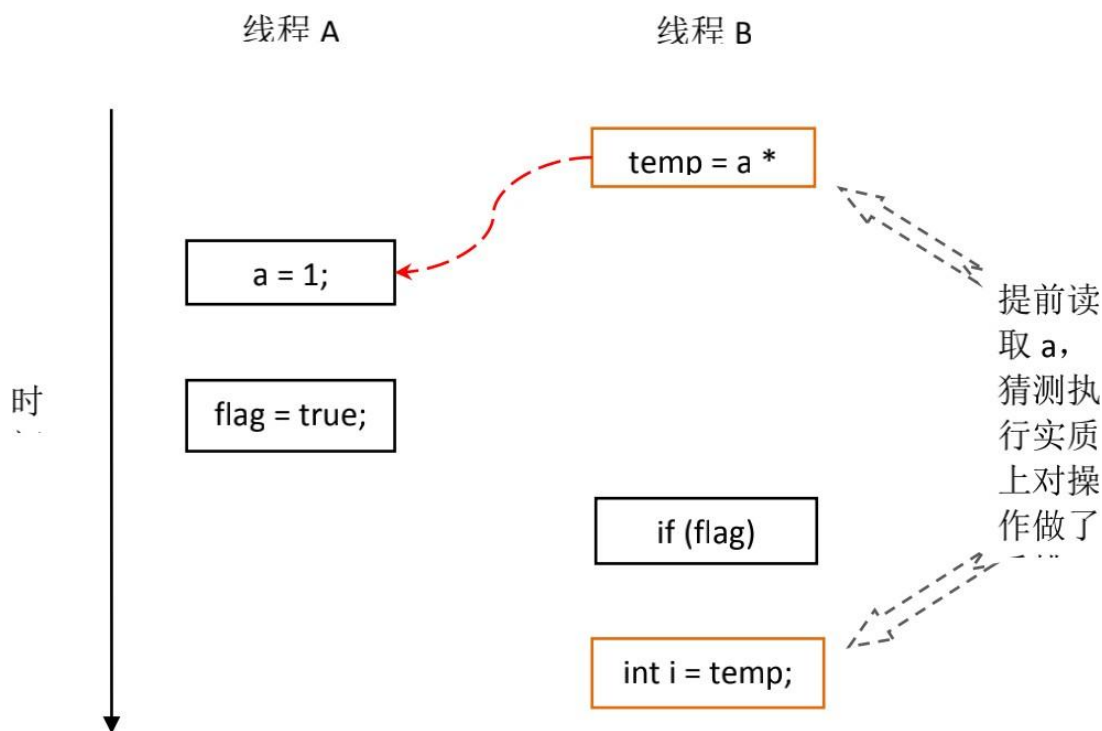 线程 A
线程 B
temp = a *
a = 1;
时
flag = true;
if (flag)
int i = temp;
提前读
取 a，
猜测执
行实质
上对操
作做了